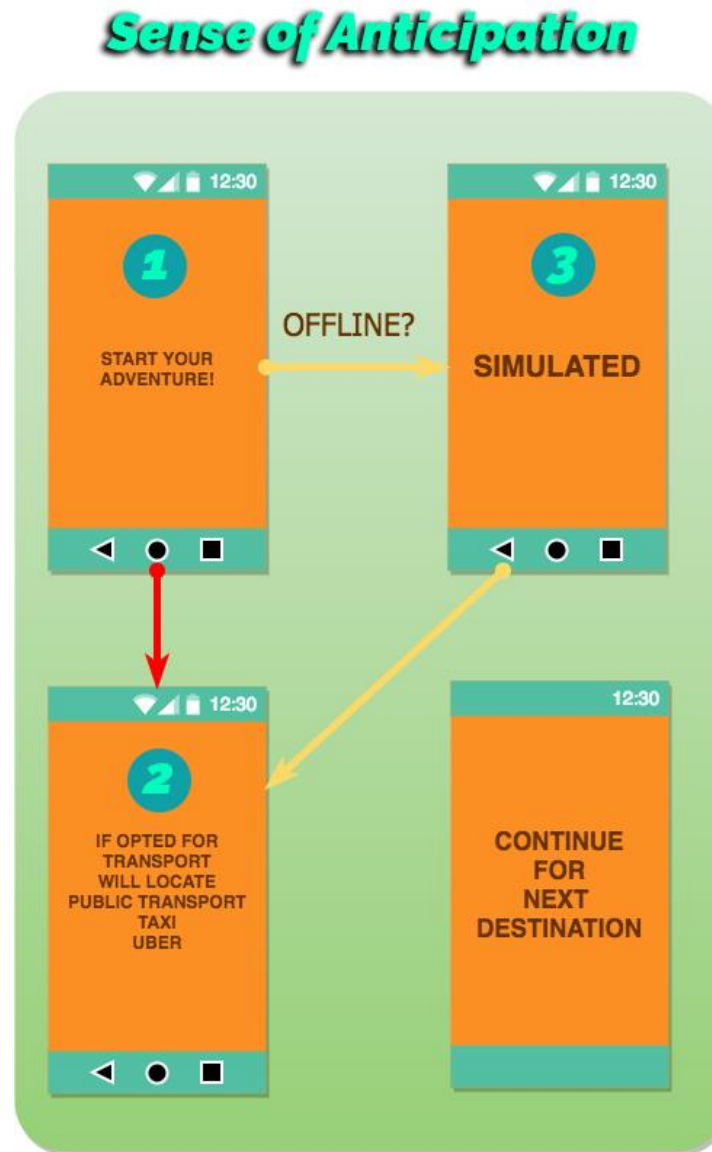 Sense of Anticipation
12:30
1
START YOUR
ADVENTURE!
OFFLINE?
12:30
3
SIMULATED
12:30
2
IF OPTED FOR
TRANSPORT
WILL LOCATE
PUBLIC TRANSPORT
TAXI
UBER
12:30
CONTINUE
FOR
NEXT
DESTINATION